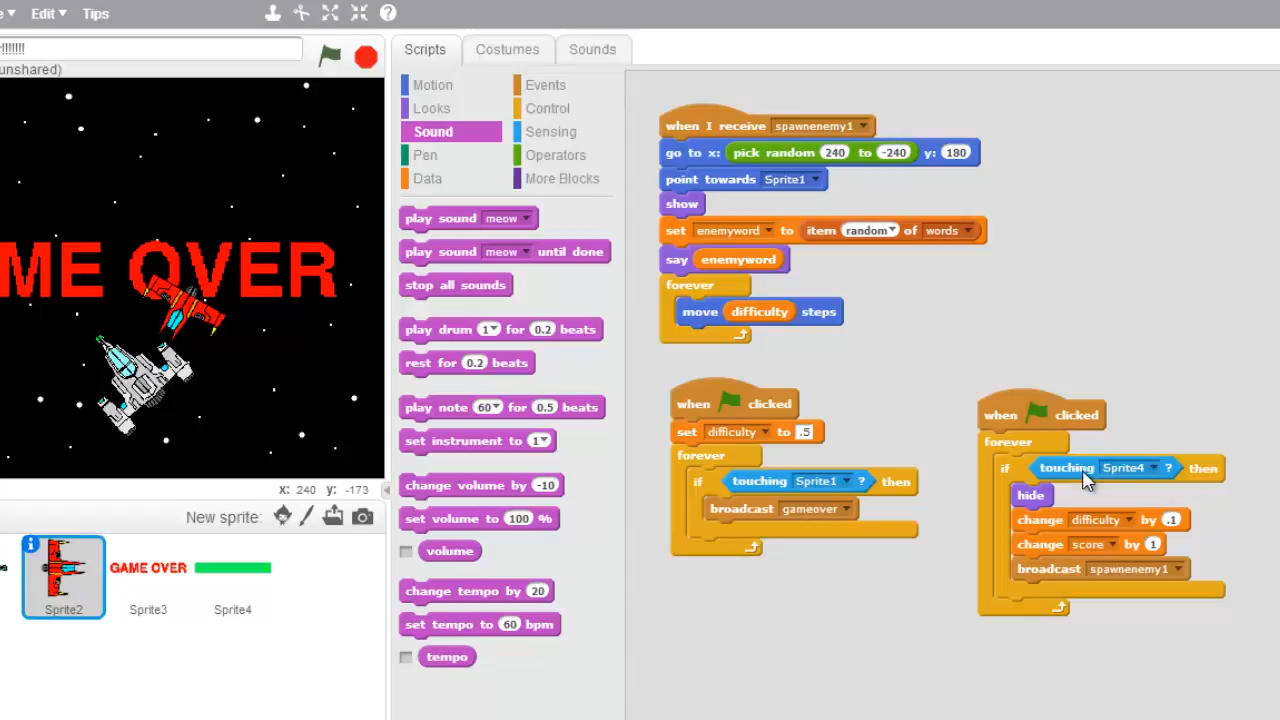 Edit Tips
r!!!!!!!
unshared)
ME OVER
x: 240 y: -173
New sprite:
Sprite2
GAME OVER
Sprite3
Sprite4
Scripts Costumes Sounds
Motion Events
Looks Control
Sound Sensing
Pen Operators
Data More Blocks
play sound meow
play sound meow until done
stop all sounds
play drum 1 for 0.2 beats
rest for 0.2 beats
play note 60 for 0.5 beats
set instrument to 1
change volume by -10
set volume to 100 %
volume
change tempo by 20
set tempo to 60 bpm
tempo
when I receive spawnenemy1
go to x: pick random 240 to -240 y: 180
point towards Sprite1
show
set enemyword to item random of words
say enemyword
forever
move difficulty steps
when clicked
set difficulty to .5
forever
if touching Sprite1 ? then
broadcast gameover
when clicked
forever
if touching Sprite4 ? then
hide
change difficulty by .1
change score by 1
broadcast spawnenemy1